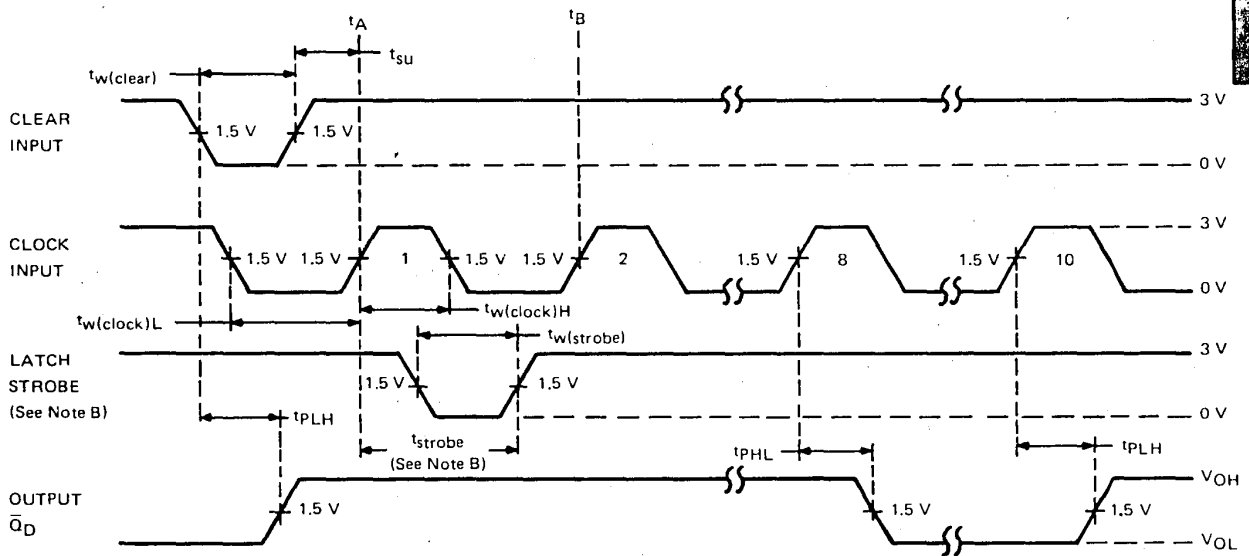 tA
tB
tsu
tw(clear)
CLEAR
INPUT
1.5 V
1.5 V
3 V
0 V
CLOCK
INPUT
1.5 V
1.5 V
1
1.5 V
1.5 V
2
1.5 V
8
1.5 V
10
3 V
0 V
tw(clock)L
tw(clock)H
tw(strobe)
LATCH
STROBE
(See Note B)
1.5 V
1.5 V
3 V
0 V
tPLH
tstrobe
(See Note B)
tPHL
tPLH
OUTPUT
Q̄D
1.5 V
1.5 V
1.5 V
VOH
VOL